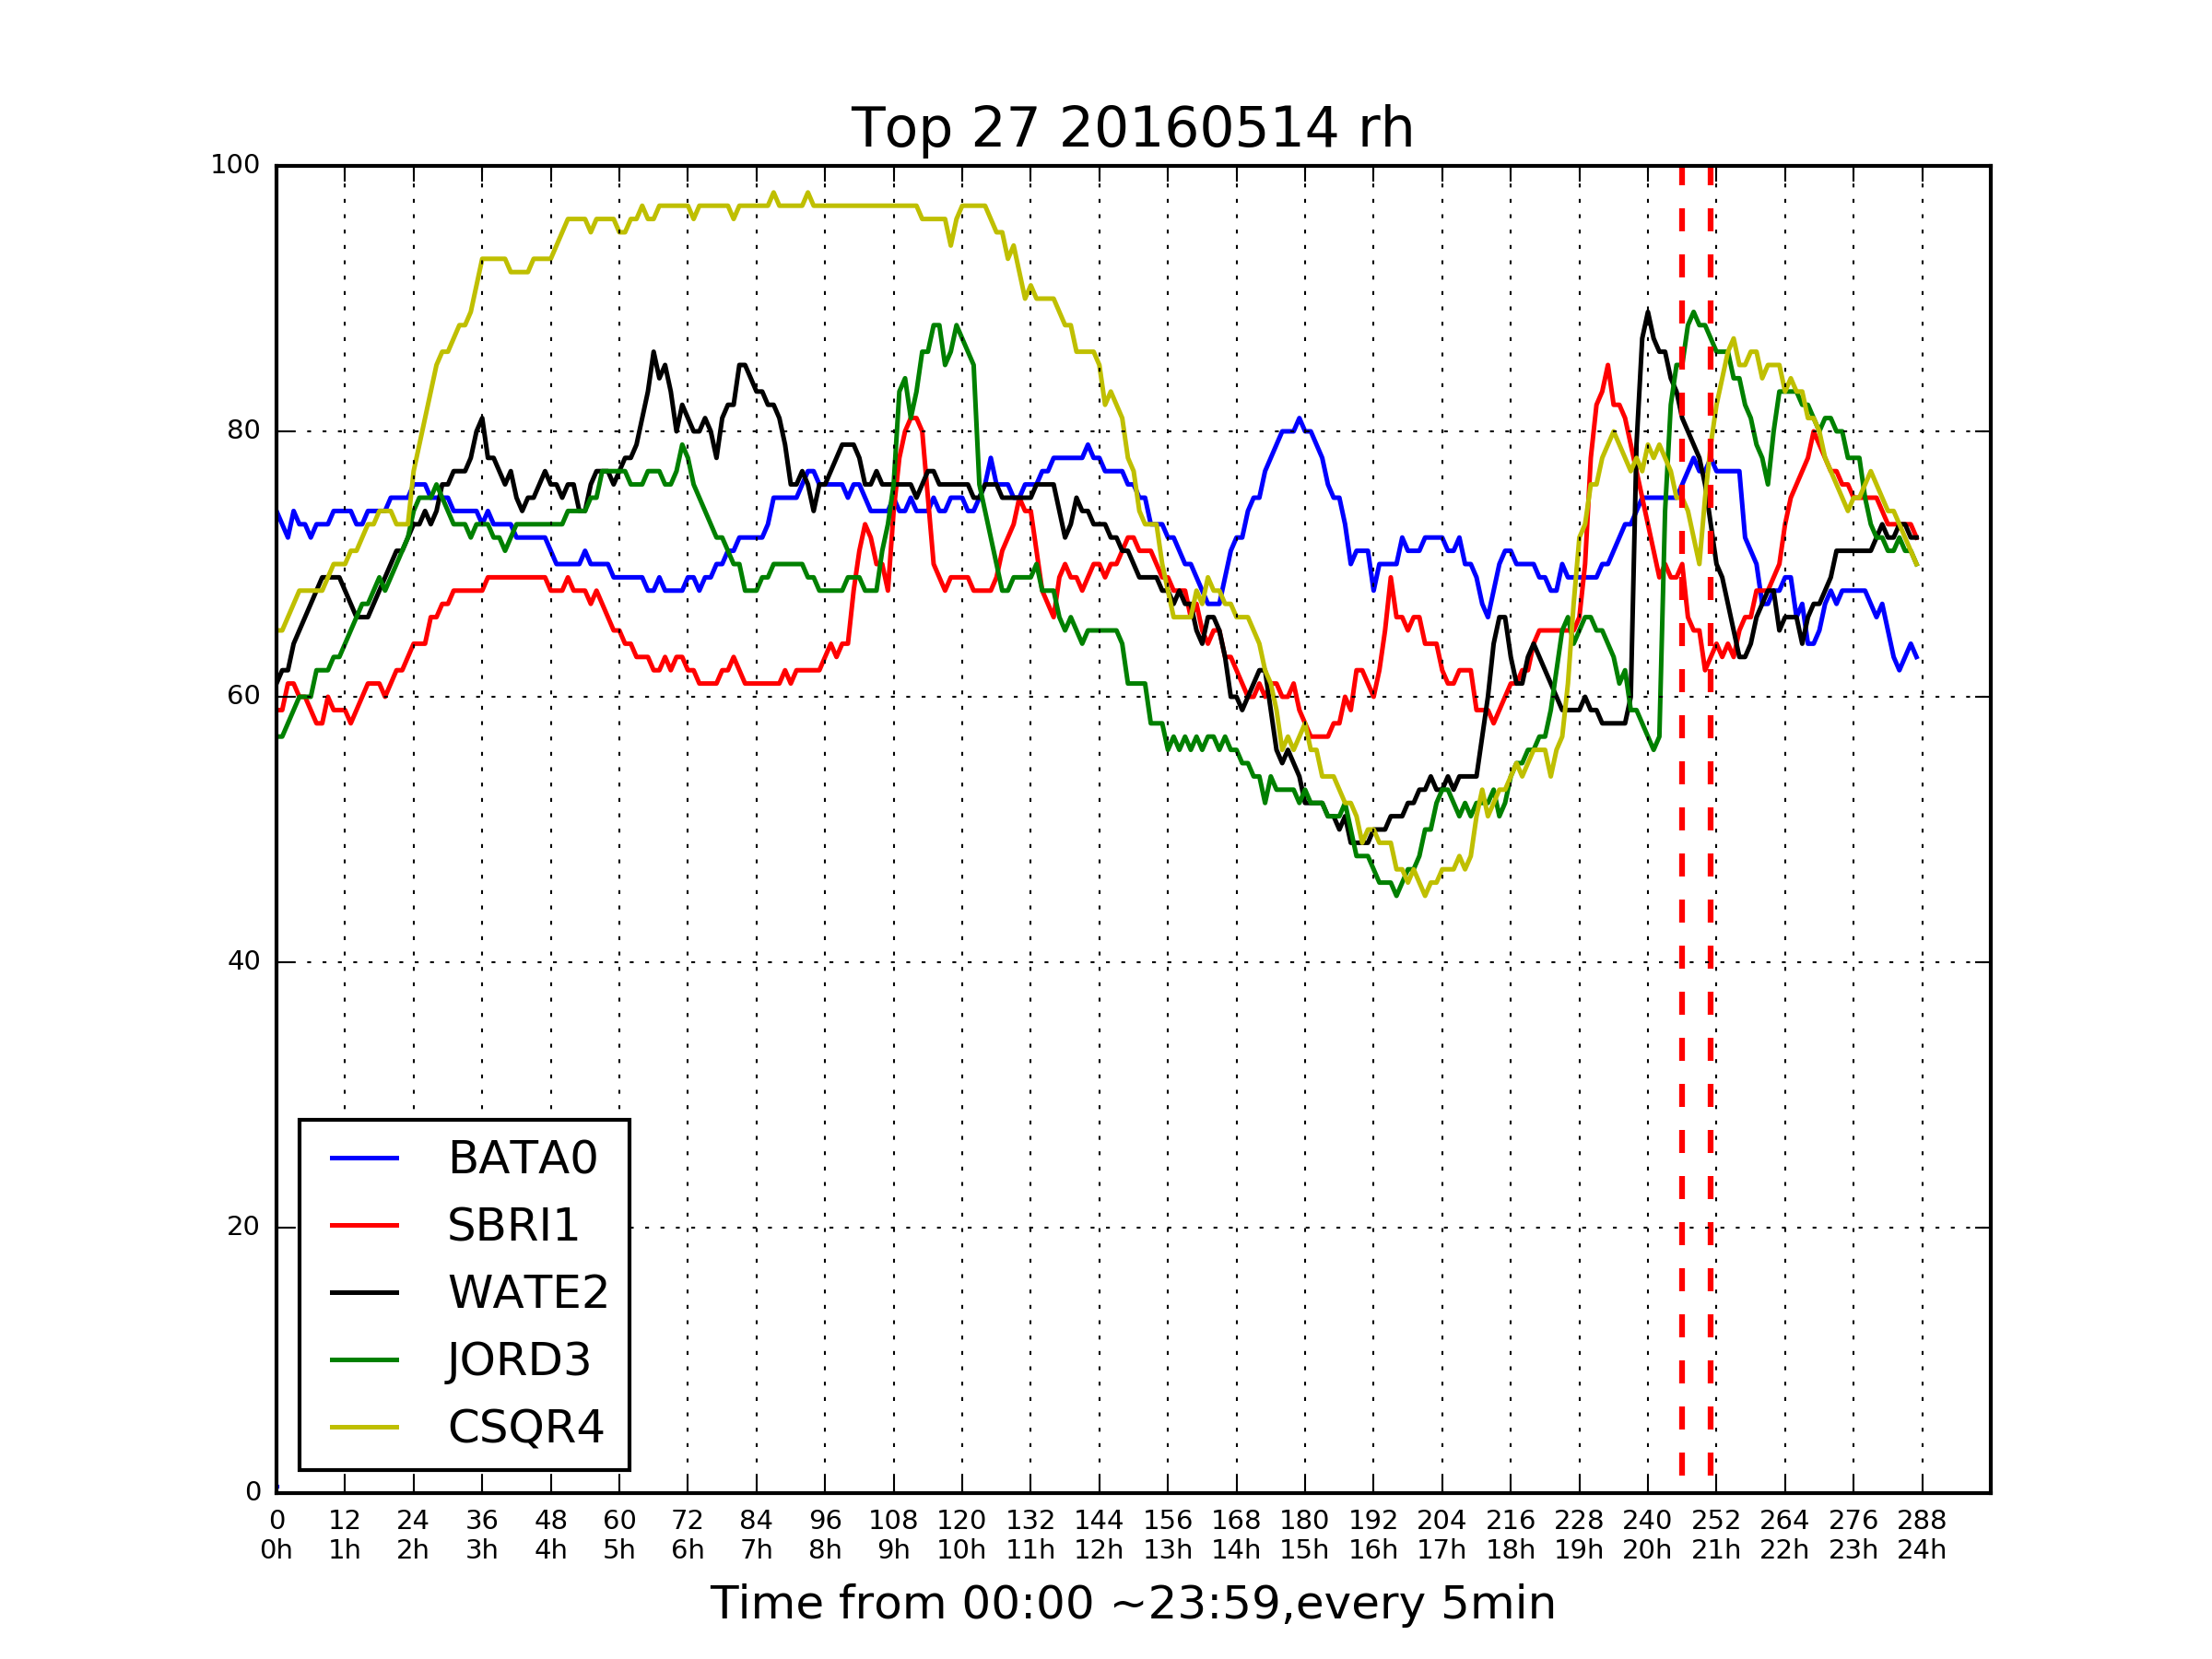 Top 27 20160514 rh
100
80
60
40
20
0
BATA0
SBRI1
WATE2
JORD3
CSQR4
0 12 24 36 48 60 72 84 96 108 120 132 144 156 168 180 192 204 216 228 240 252 264 276 288
0h 1h 2h 3h 4h 5h 6h 7h 8h 9h 10h 11h 12h 13h 14h 15h 16h 17h 18h 19h 20h 21h 22h 23h 24h
Time from 00:00 ~23:59,every 5min